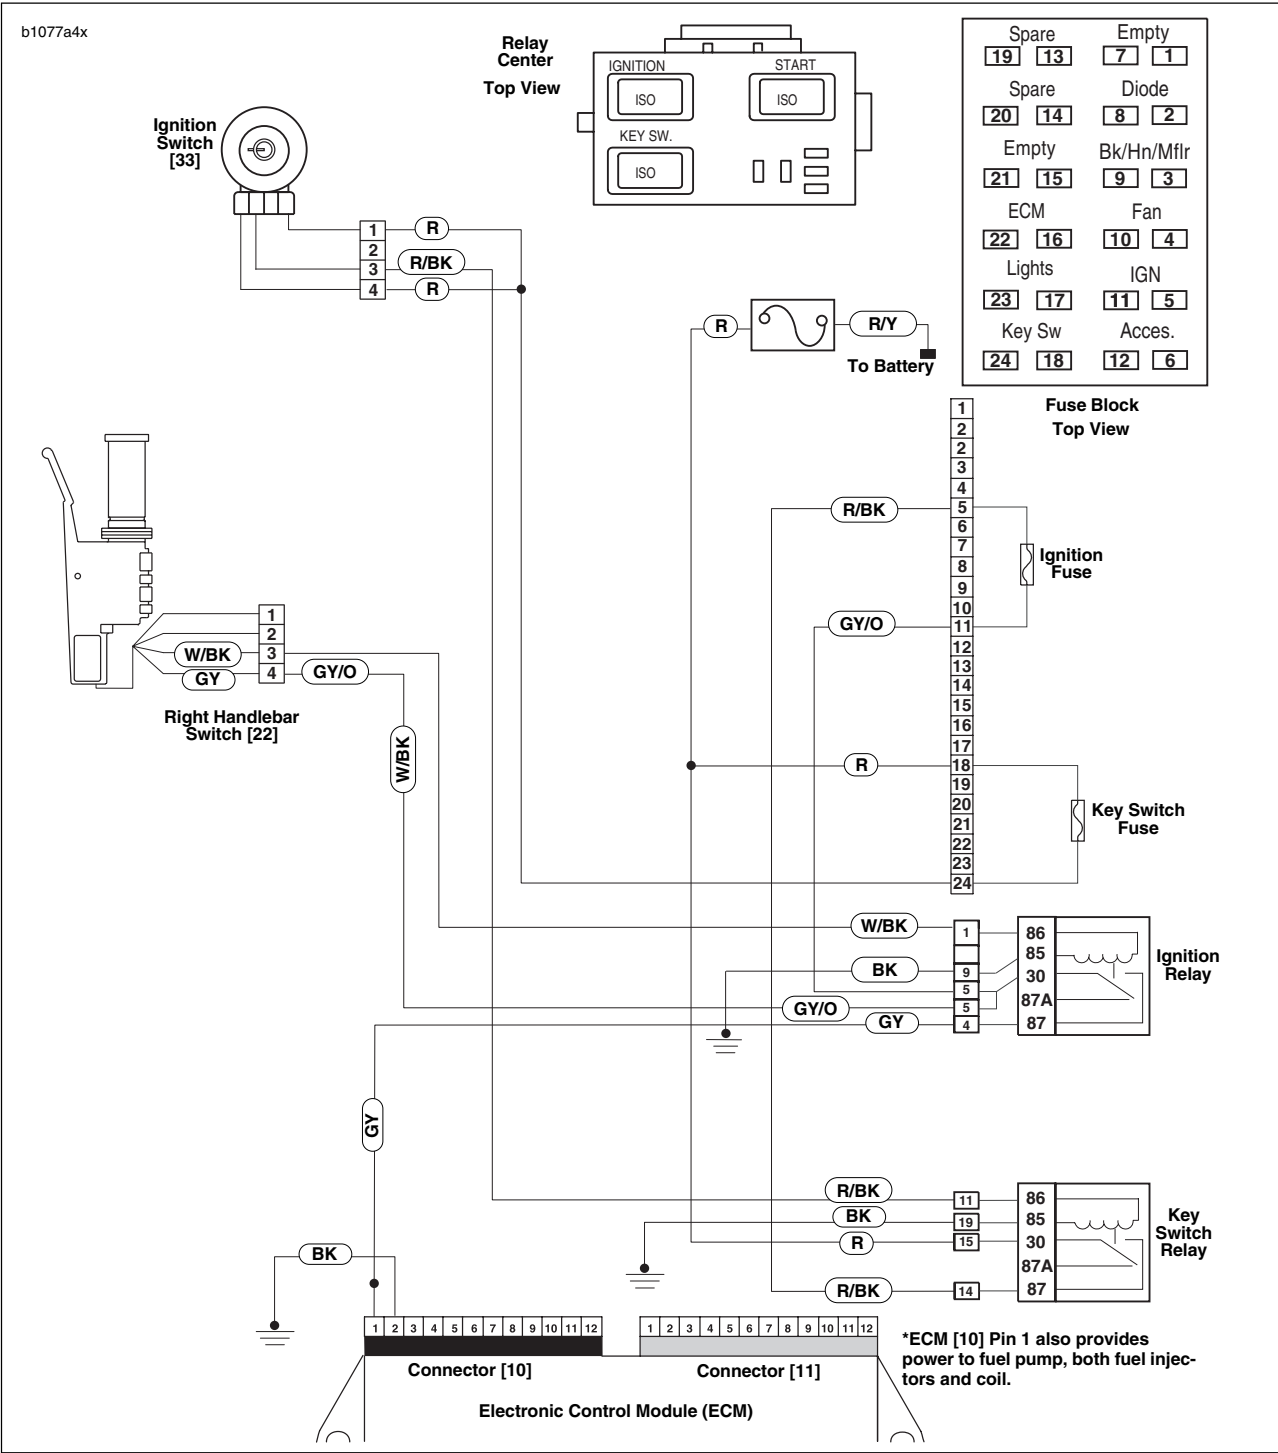 b1077a4x
Relay
Center
Top View
IGNITION
START
ISO
ISO
KEY SW.
ISO
Spare Empty
19 13 7 1
Spare Diode
20 14 8 2
Empty Bk/Hn/Mflr
21 15 9 3
ECM Fan
22 16 10 4
Lights IGN
23 17 11 5
Key Sw Acces.
24 18 12 6
Fuse Block
Top View
Ignition
Switch
[33]
1 R
2
3 R/BK
4 R
R R/Y
To Battery
1
2
2
3
4
5
6
7
8
9
10
11
12
13
14
15
16
17
18
19
20
21
22
23
24
R/BK
Ignition
Fuse
GY/O
R
Key Switch
Fuse
1
2
W/BK 3
GY 4 GY/O
Right Handlebar
Switch [22]
W/BK
W/BK 1 86
85
BK 9 30
5 87A
GY/O 5
GY 4 87
Ignition
Relay
GY
R/BK 11 86
BK 19 85
R 15 30
87A
R/BK 14 87
Key
Switch
Relay
BK
1 2 3 4 5 6 7 8 9 10 11 12
1 2 3 4 5 6 7 8 9 10 11 12
Connector [10]
Connector [11]
Electronic Control Module (ECM)
*ECM [10] Pin 1 also provides
power to fuel pump, both fuel injec-
tors and coil.